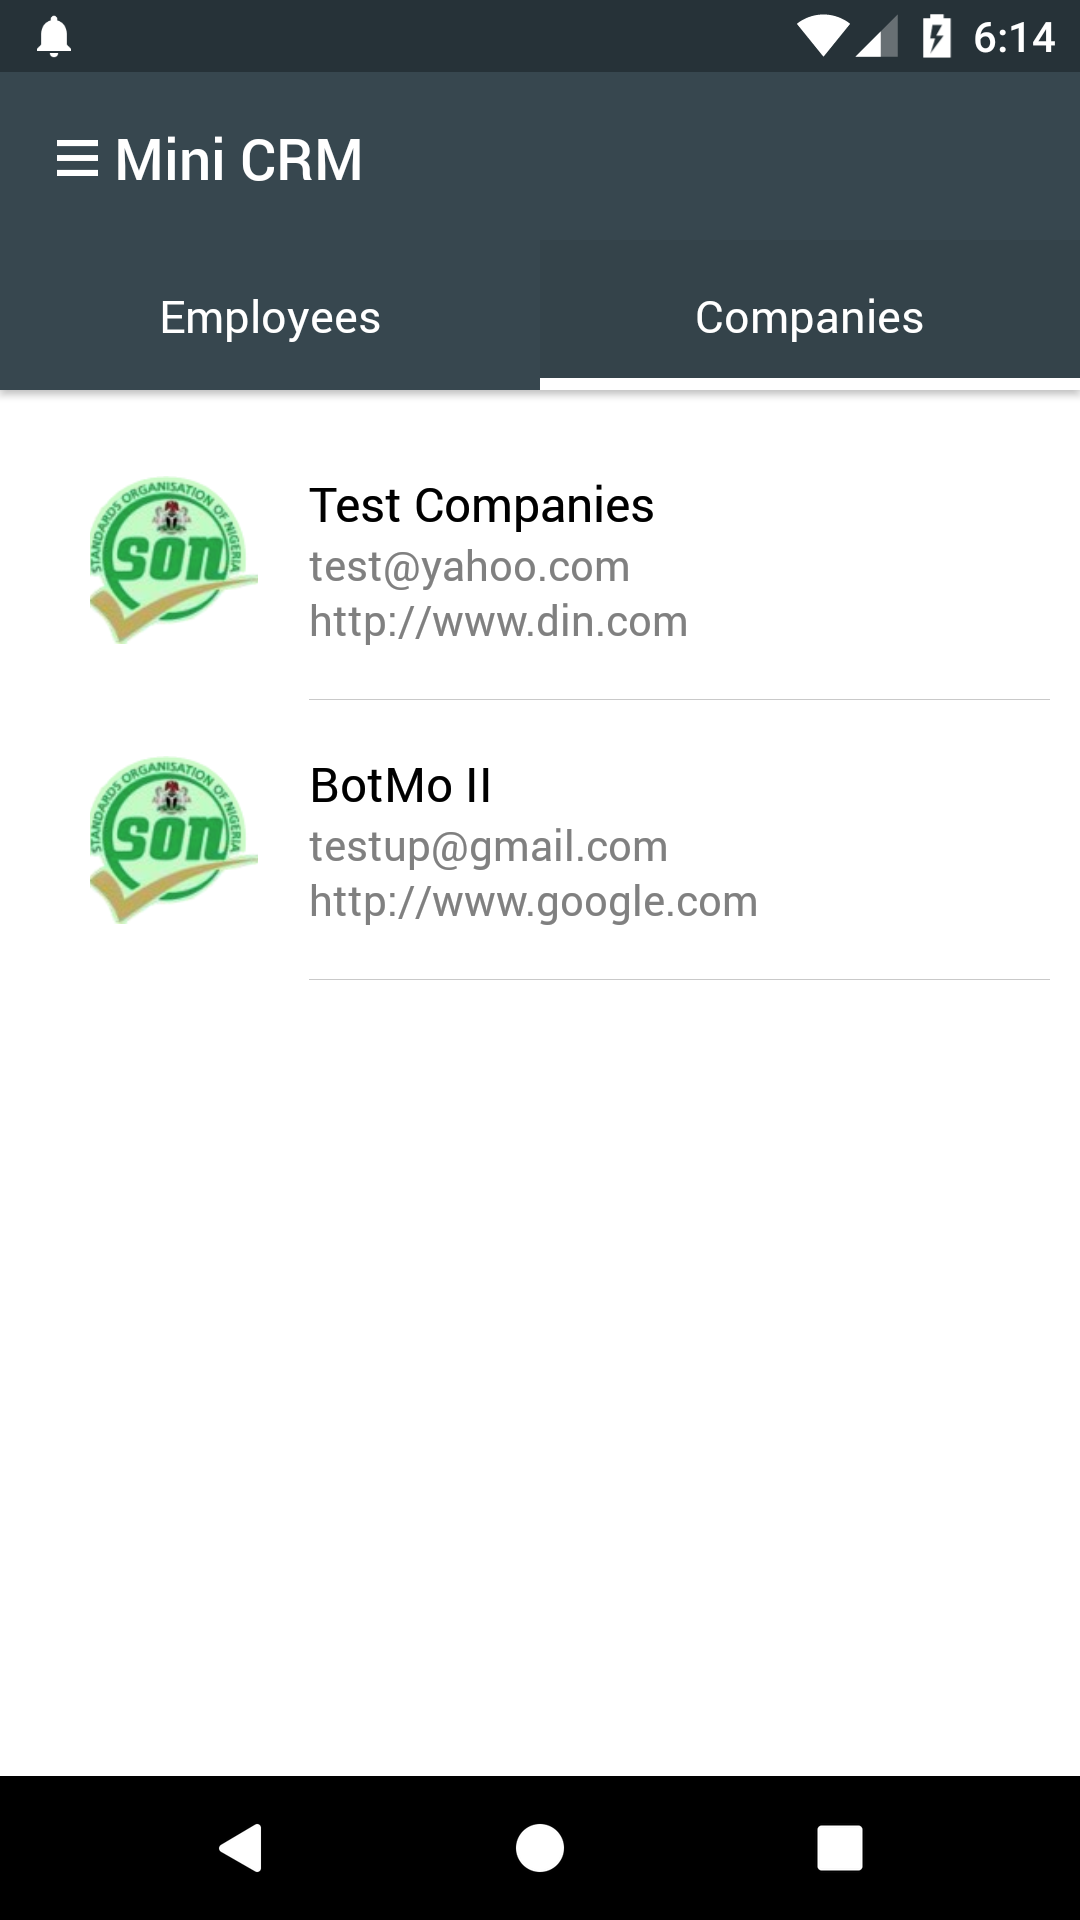 6:14
Mini CRM
Employees
Companies
STANDARDS ORGANISATION OF NIGERIA
SON
Test Companies
test@yahoo.com
http://www.din.com
STANDARDS ORGANISATION OF NIGERIA
SON
BotMo II
testup@gmail.com
http://www.google.com